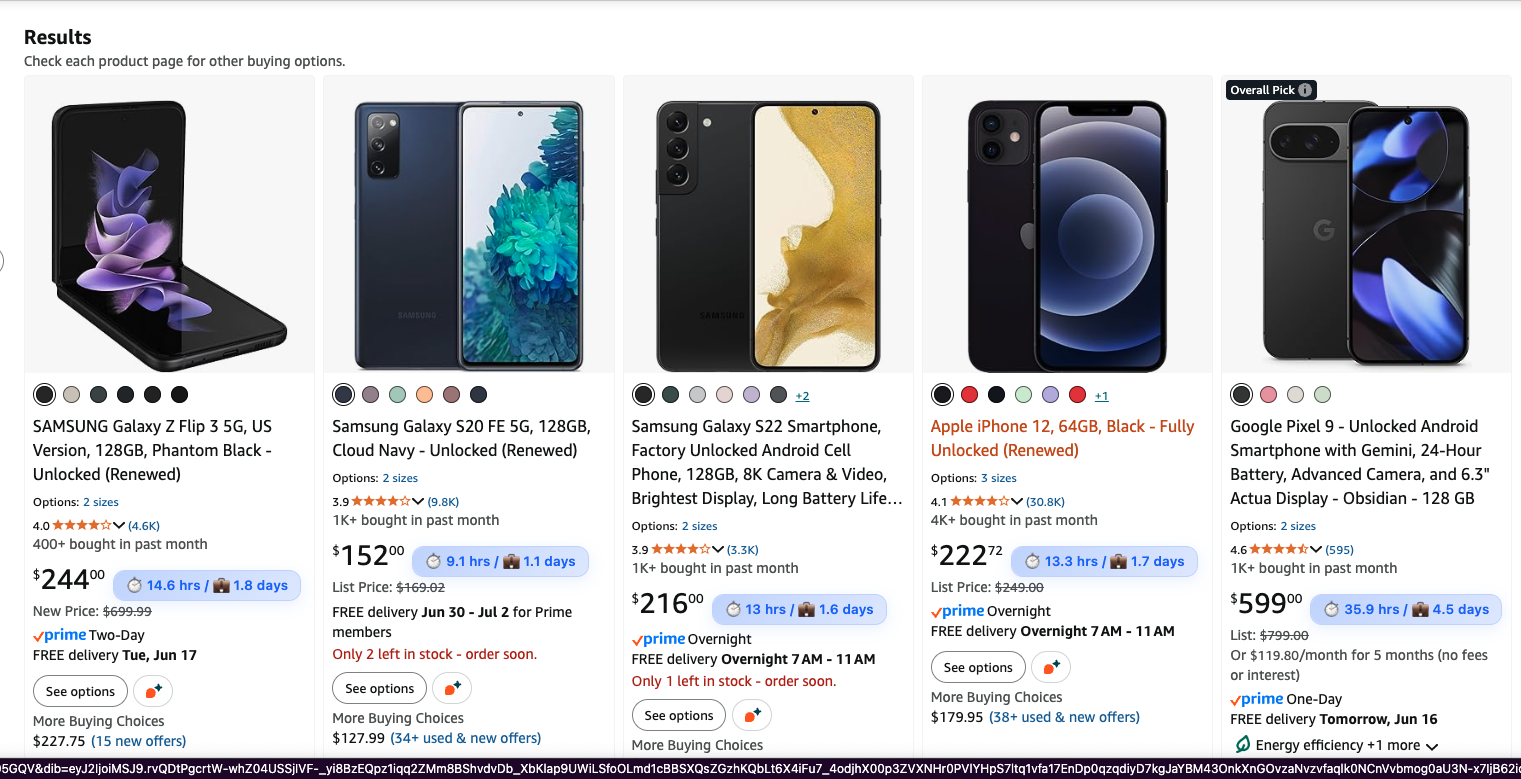 Results
Check each product page for other buying options.
SAMSUNG Galaxy Z Flip 3 5G, US
Version, 128GB, Phantom Black -
Unlocked (Renewed)
Options: 2 sizes
4.0 (4.6K)
400+ bought in past month
$244.00
14.6 hrs / 1.8 days
New Price: $699.99
prime Two-Day
FREE delivery Tue, Jun 17
See options
More Buying Choices
$227.75 (15 new offers)
SAMSUNG
Samsung Galaxy S20 FE 5G, 128GB,
Cloud Navy - Unlocked (Renewed)
Options: 2 sizes
3.9 (9.8K)
1K+ bought in past month
$152.00
9.1 hrs / 1.1 days
List Price: $169.02
FREE delivery Jun 30 - Jul 2 for Prime
members
Only 2 left in stock - order soon.
See options
More Buying Choices
$127.99 (34+ used & new offers)
SAMSUNG
+2
Samsung Galaxy S22 Smartphone,
Factory Unlocked Android Cell
Phone, 128GB, 8K Camera & Video,
Brightest Display, Long Battery Life…
Options: 2 sizes
3.9 (3.3K)
1K+ bought in past month
$216.00
13 hrs / 1.6 days
prime Overnight
FREE delivery Overnight 7 AM - 11 AM
Only 1 left in stock - order soon.
See options
More Buying Choices
+1
Apple iPhone 12, 64GB, Black - Fully
Unlocked (Renewed)
Options: 3 sizes
4.1 (30.8K)
4K+ bought in past month
$222.72
13.3 hrs / 1.7 days
List Price: $249.00
prime Overnight
FREE delivery Overnight 7 AM - 11 AM
See options
More Buying Choices
$179.95 (38+ used & new offers)
Overall Pick
G
Google Pixel 9 - Unlocked Android
Smartphone with Gemini, 24-Hour
Battery, Advanced Camera, and 6.3"
Actua Display - Obsidian - 128 GB
Options: 2 sizes
4.6 (595)
1K+ bought in past month
$599.00
35.9 hrs / 4.5 days
List: $799.00
Or $119.80/month for 5 months (no fees
or interest)
prime One-Day
FREE delivery Tomorrow, Jun 16
Energy efficiency +1 more